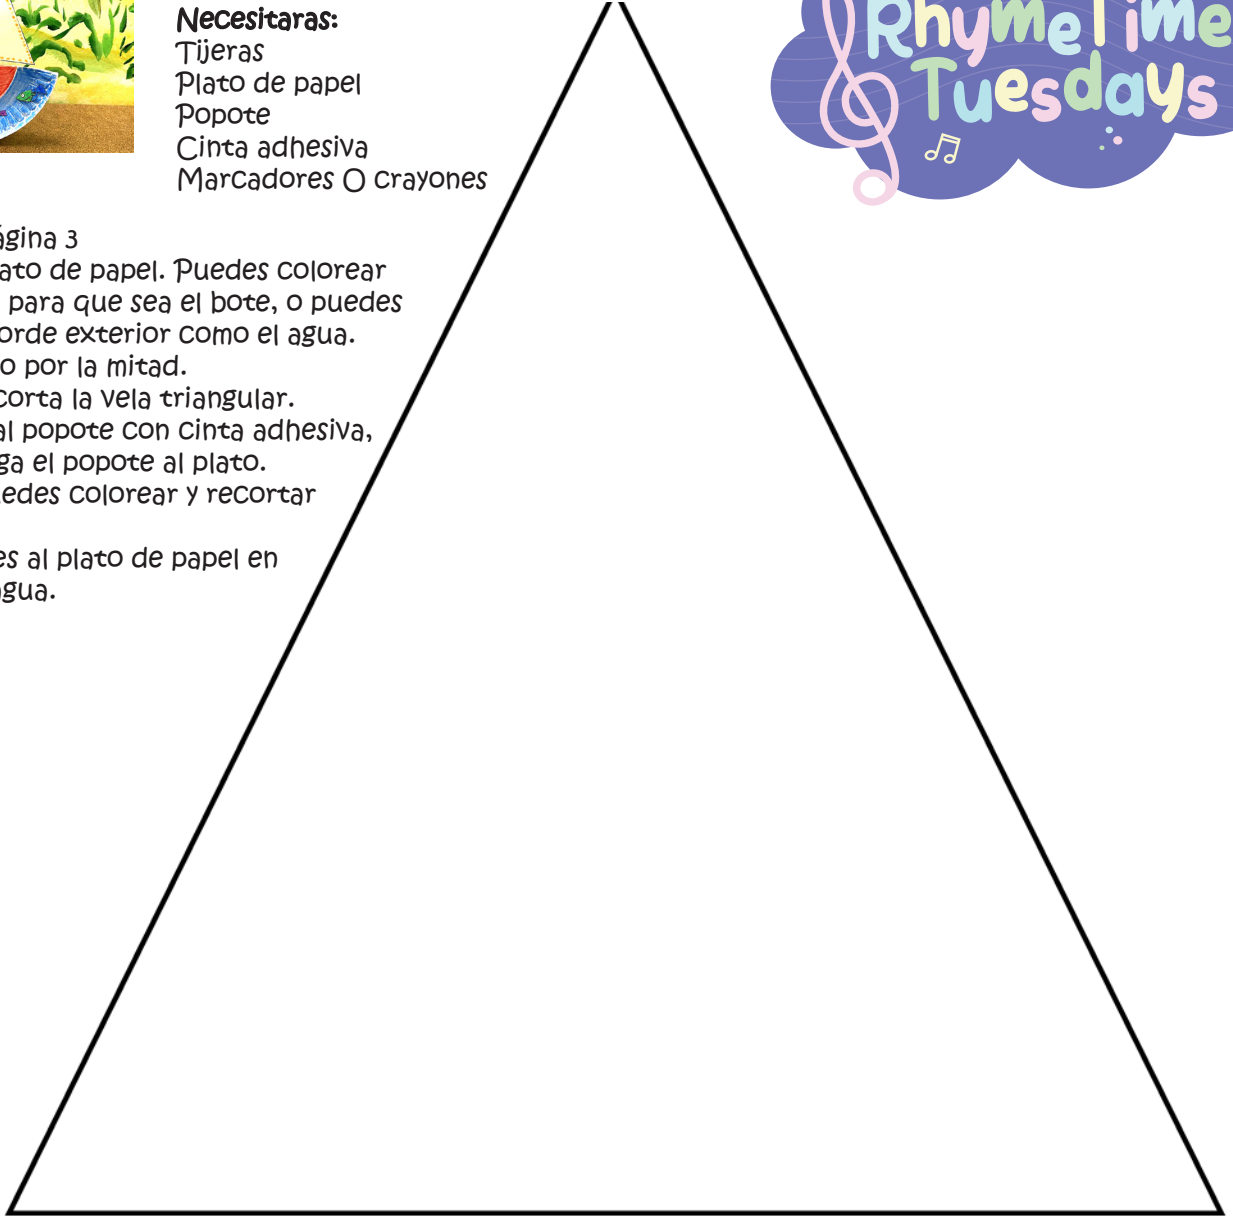 Necesitaras:
Tijeras
Plato de papel
Popote
Cinta adhesiva
Marcadores O crayones
RhymeTime
Tuesdays
ágina 3
ato de papel. Puedes colorear
para que sea el bote, o puedes
orde exterior como el agua.
o por la mitad.
corta la vela triangular.
al popote con cinta adhesiva,
ga el popote al plato.
edes colorear y recortar
es al plato de papel en
agua.